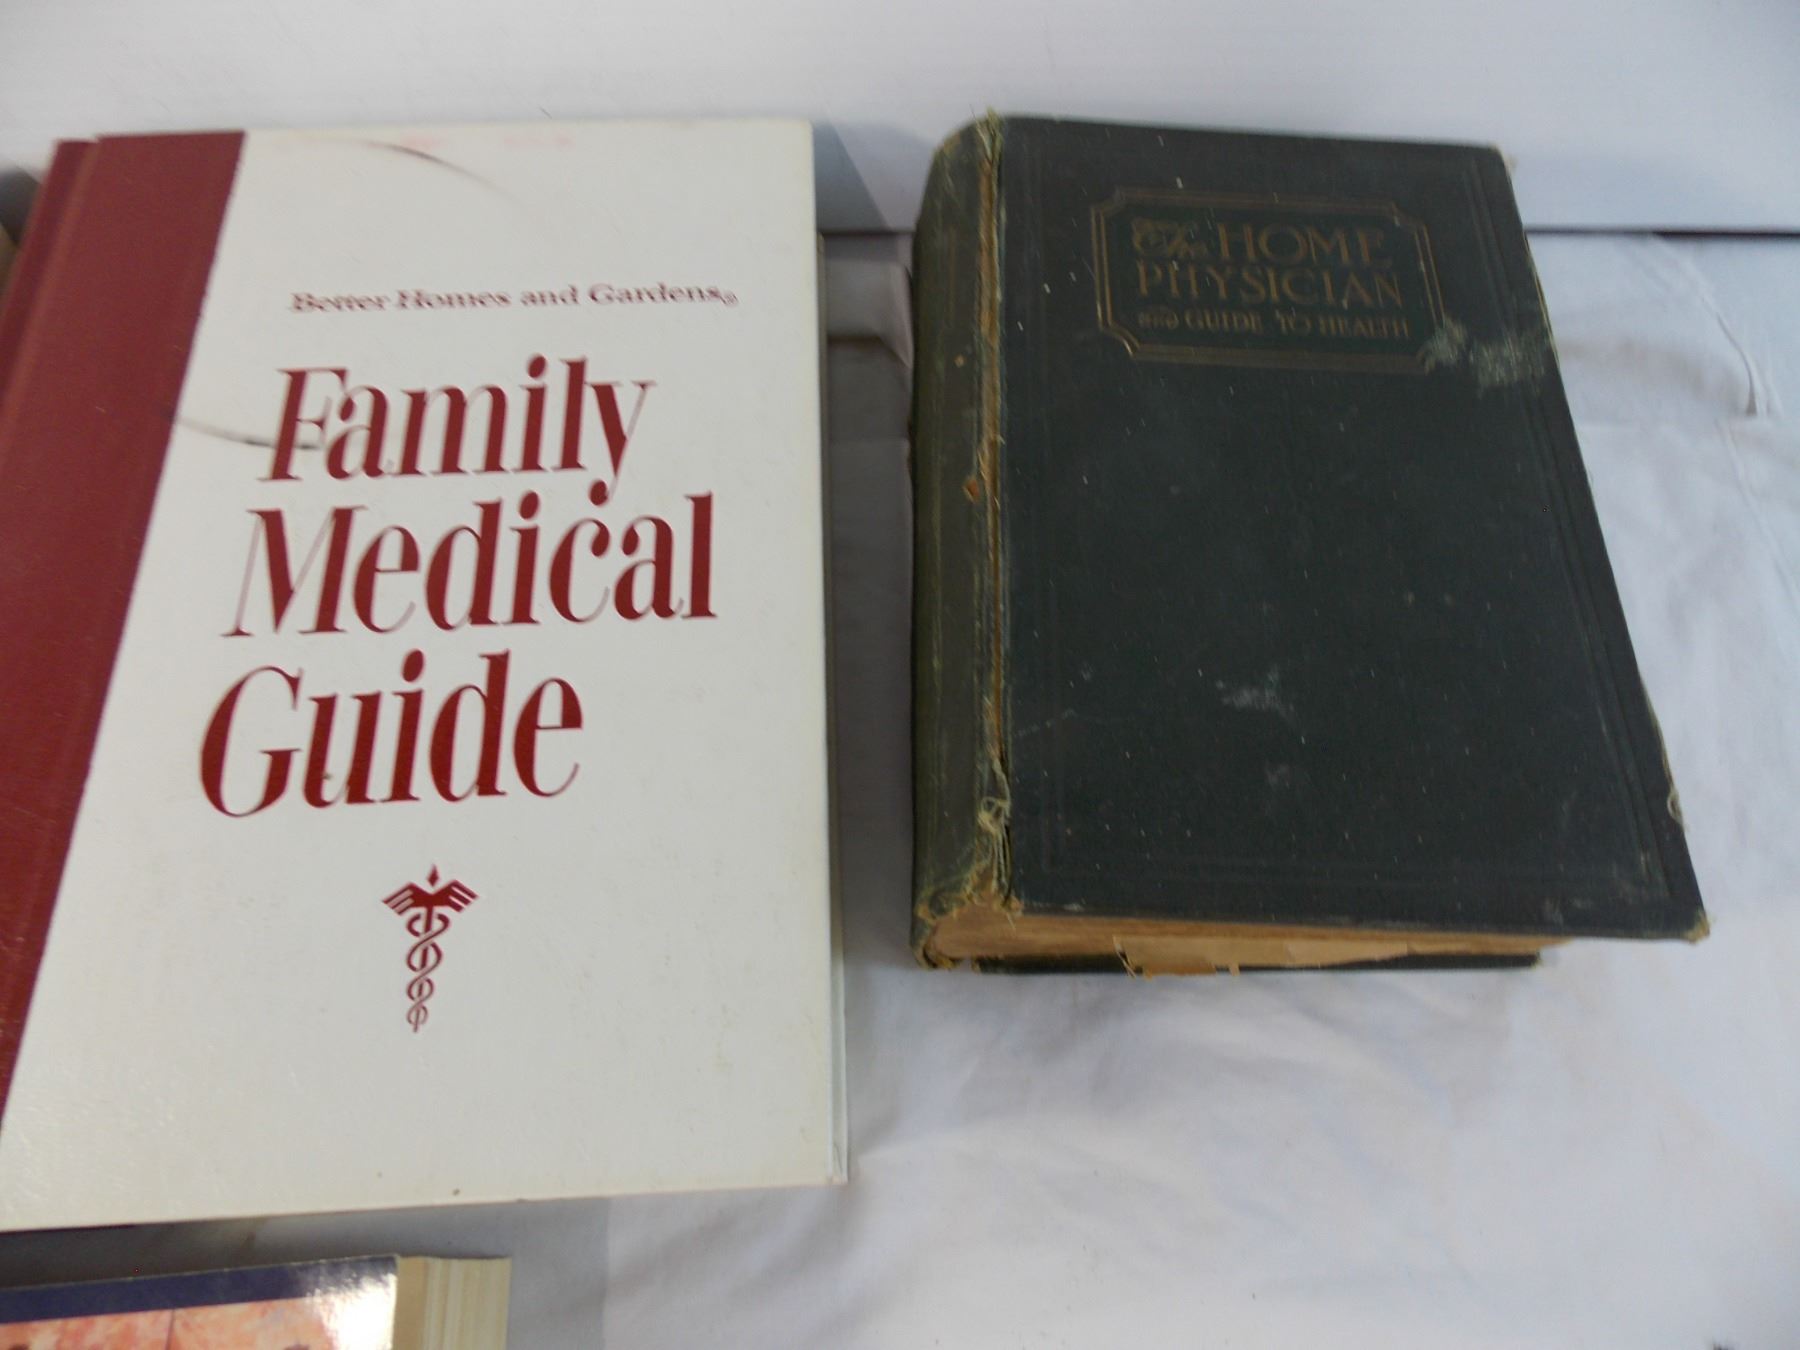 Better Homes and Gardens®
Family
Medical
Guide
The HOME
PHYSICIAN
and GUIDE TO HEALTH